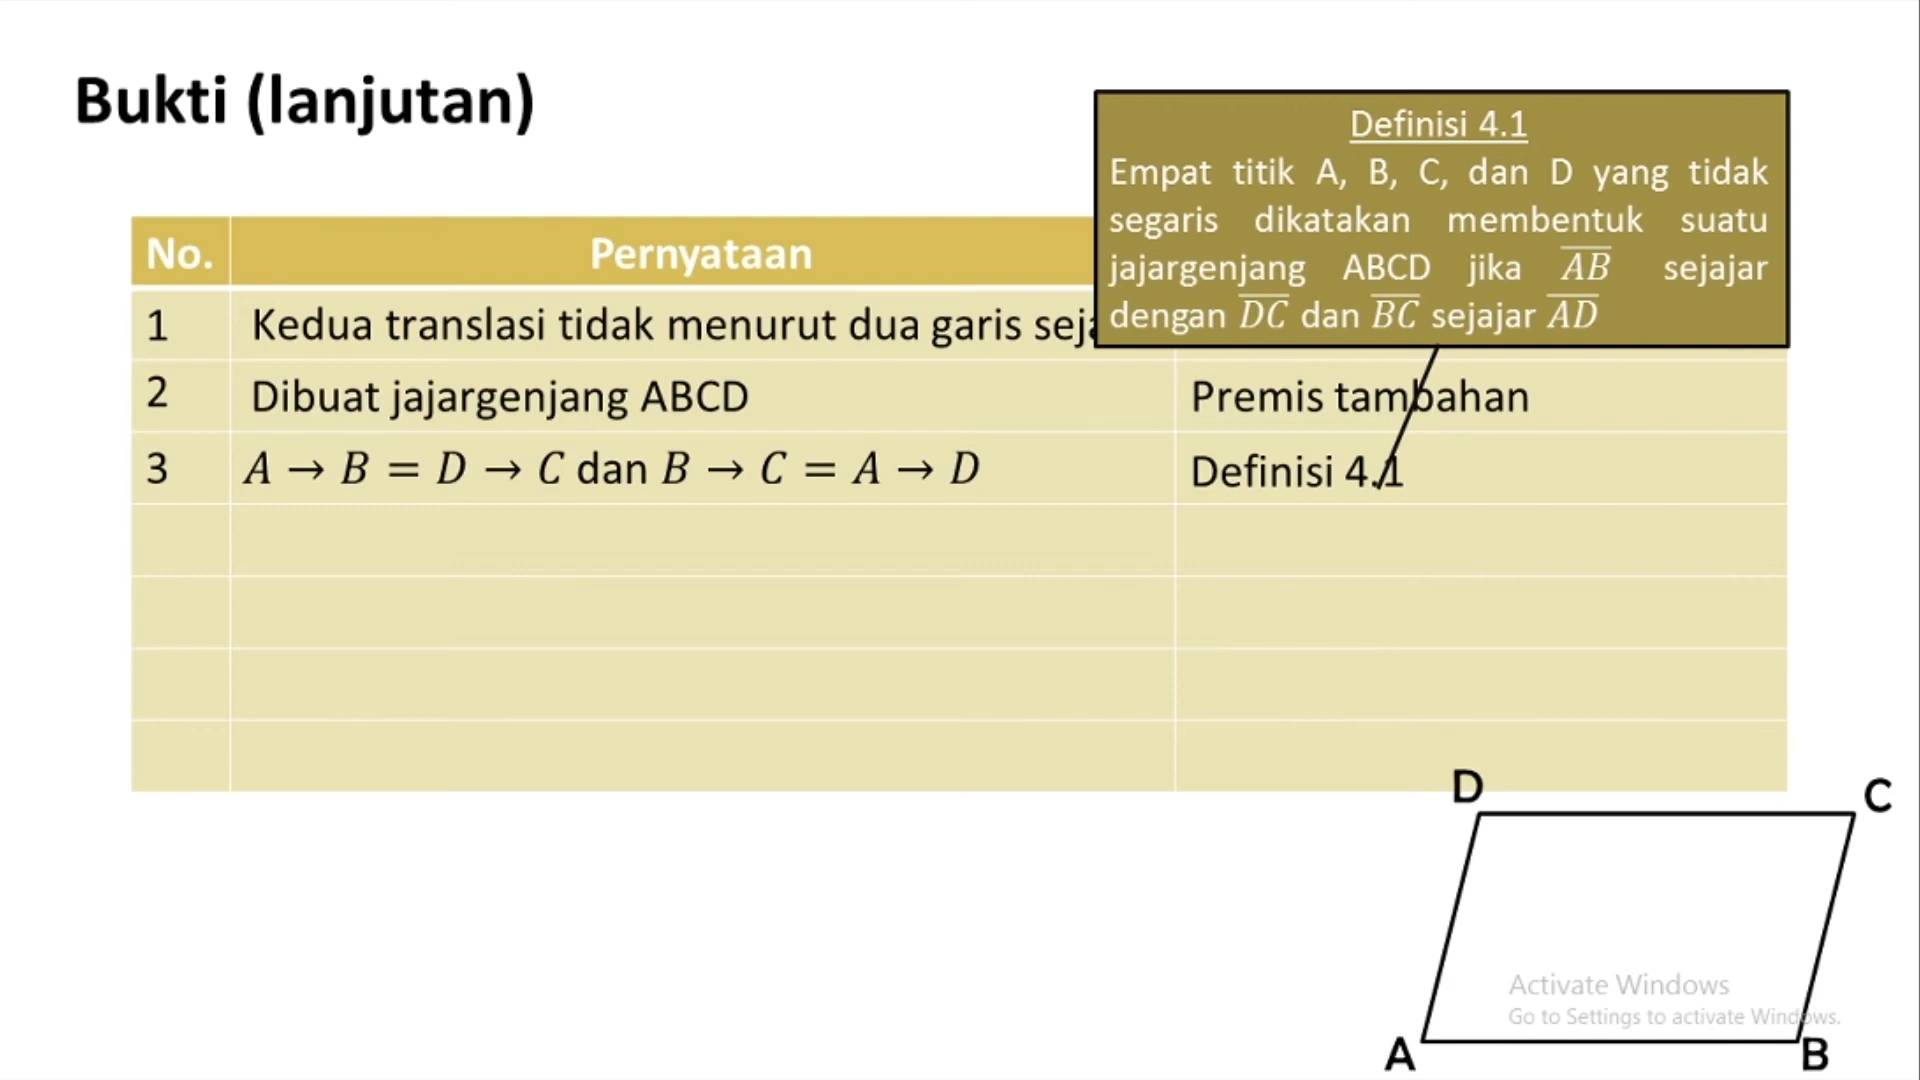 Bukti (lanjutan)
Definisi 4.1
Empat titik A, B, C, dan D yang tidak
segaris dikatakan membentuk suatu
jajargenjang ABCD jika AB sejajar
dengan DC dan BC sejajar AD
No. Pernyataan
1 Kedua translasi tidak menurut dua garis
2 Dibuat jajargenjang ABCD Premis tambahan
3 A → B = D → C dan B → C = A → D Definisi 4.1
D
C
Activate Windows
Go to Settings to activate Windows.
A
B